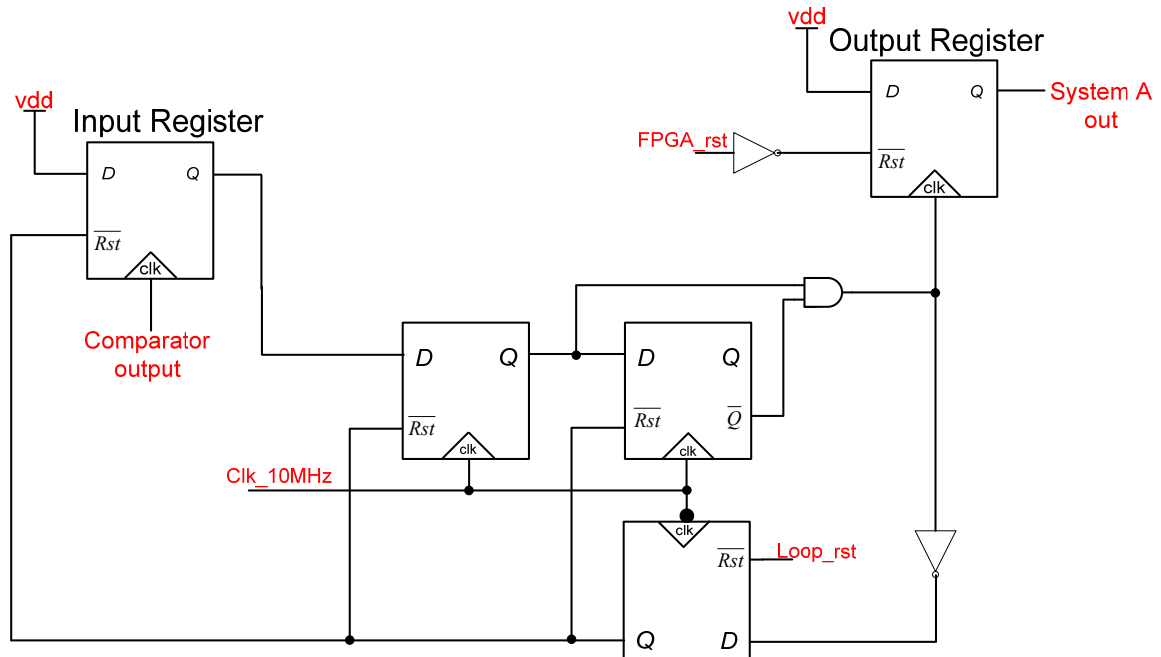 vdd
Output Register
D
Q
System A
out
FPGA_rst
Rst
clk
vdd
Input Register
D
Q
Rst
clk
Comparator
output
D
Q
Rst
clk
D
Q
Rst
Q
clk
Clk_10MHz
clk
Rst
Loop_rst
Q
D